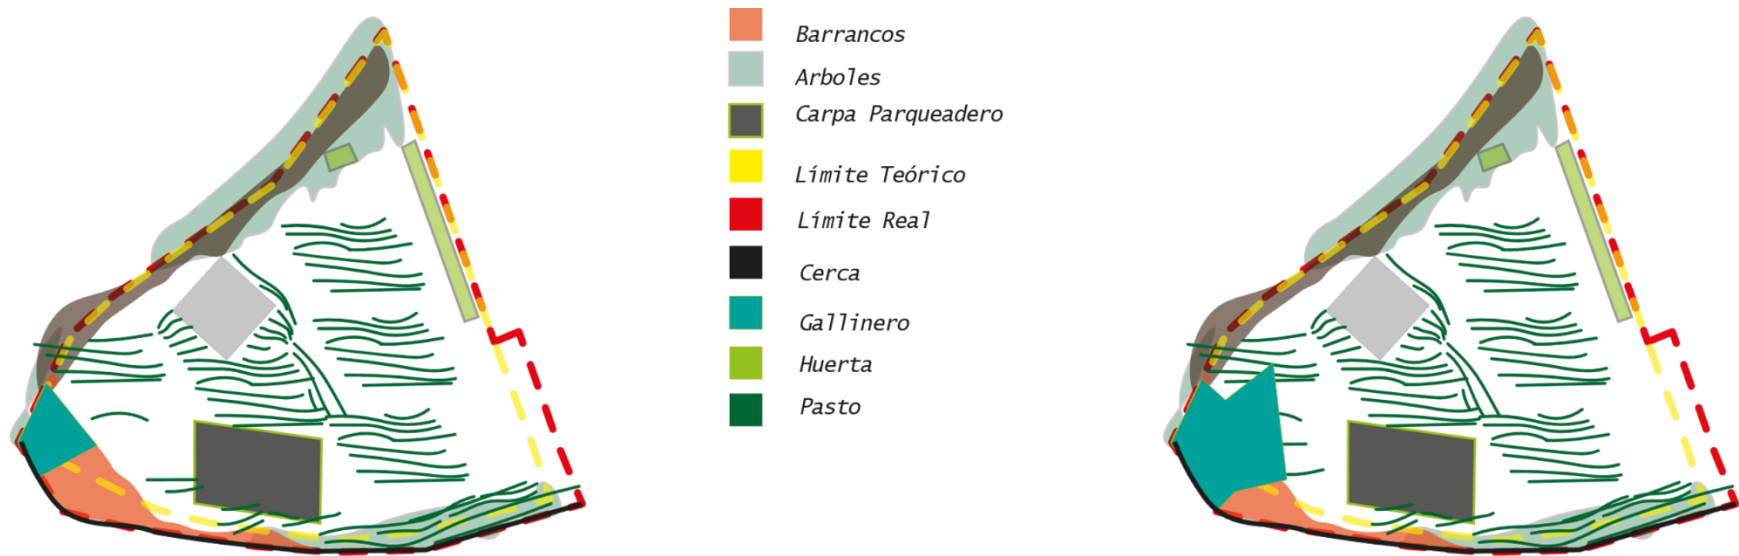 Barrancos
Arboles
Carpa Parqueadero
Límite Teórico
Límite Real
Cerca
Gallinero
Huerta
Pasto